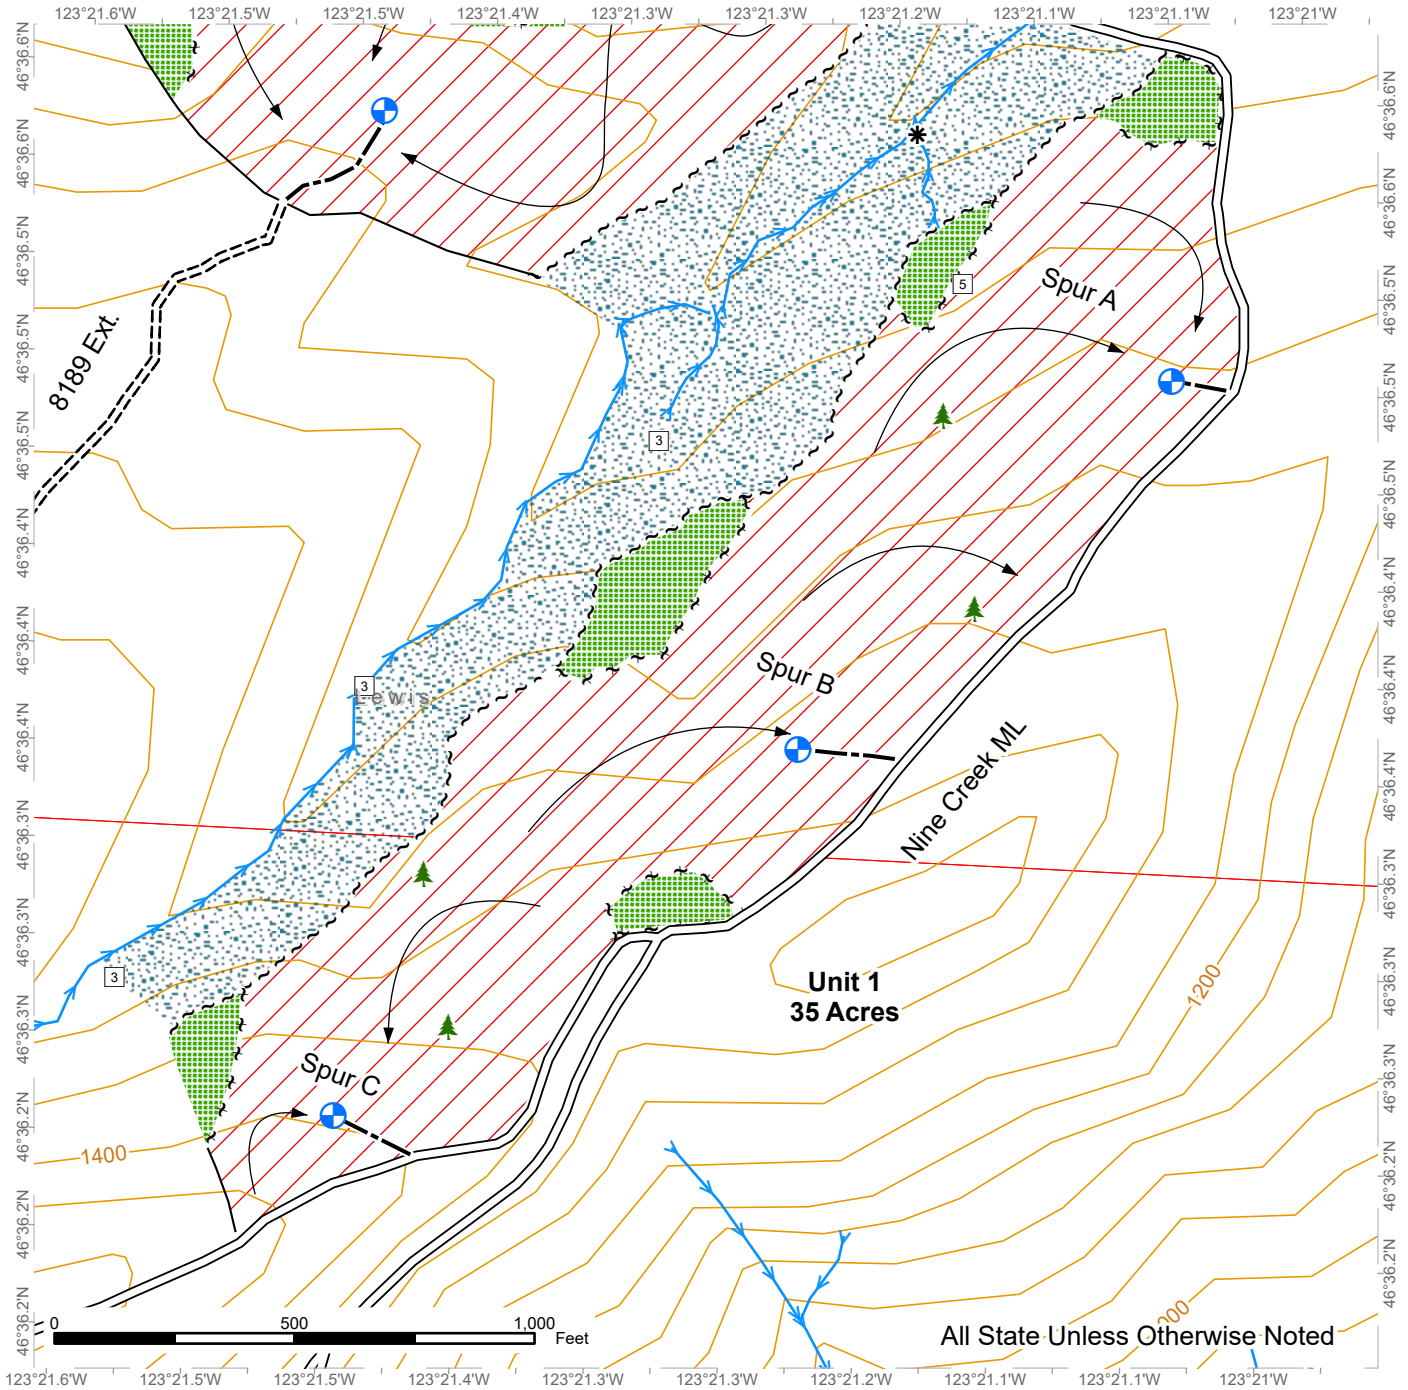 123°21.6'W 123°21.5'W 123°21.5'W 123°21.4'W 123°21.3'W 123°21.3'W 123°21.2'W 123°21.1'W 123°21.1'W 123°21'W
46°36.6'N
46°36.6'N
46°36.6'N
46°36.6'N
46°36.5'N
46°36.5'N
5
Spur A
46°36.5'N
46°36.5'N
8189 Ext.
46°36.5'N
46°36.5'N
3
46°36.5'N
46°36.4'N
46°36.4'N
46°36.4'N
Spur B
46°36.4'N
3
Lewis
46°36.4'N
46°36.4'N
Nine Creek ML
46°36.3'N
46°36.3'N
46°36.3'N
3
Unit 1
35 Acres
1200
46°36.3'N
46°36.3'N
Spur C
46°36.3'N
46°36.2'N
1400
46°36.2'N
46°36.2'N
46°36.2'N
46°36.2'N
0 500 1,000
Feet
000
All State Unless Otherwise Noted
123°21.6'W 123°21.5'W 123°21.5'W 123°21.4'W 123°21.3'W 123°21.3'W 123°21.2'W 123°21.1'W 123°21.1'W 123°21'W